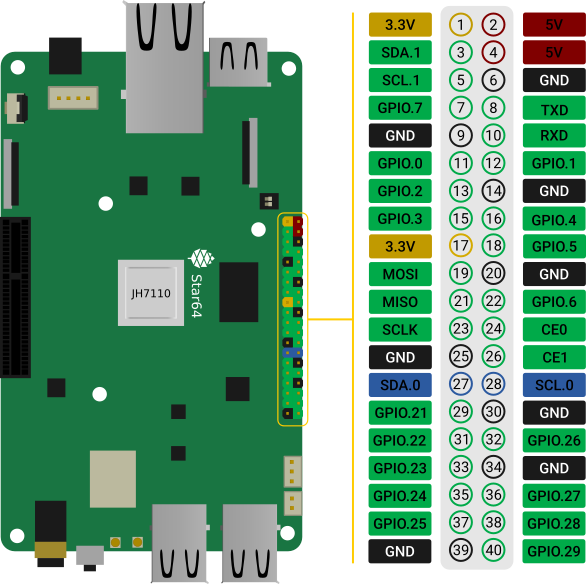 3.3V 1 2 5V
SDA.1 3 4 5V
SCL.1 5 6 GND
GPIO.7 7 8 TXD
GND 9 10 RXD
GPIO.0 11 12 GPIO.1
GPIO.2 13 14 GND
GPIO.3 15 16 GPIO.4
3.3V 17 18 GPIO.5
MOSI 19 20 GND
MISO 21 22 GPIO.6
SCLK 23 24 CE0
GND 25 26 CE1
SDA.0 27 28 SCL.0
GPIO.21 29 30 GND
GPIO.22 31 32 GPIO.26
GPIO.23 33 34 GND
GPIO.24 35 36 GPIO.27
GPIO.25 37 38 GPIO.28
GND 39 40 GPIO.29
JH7110
Star64